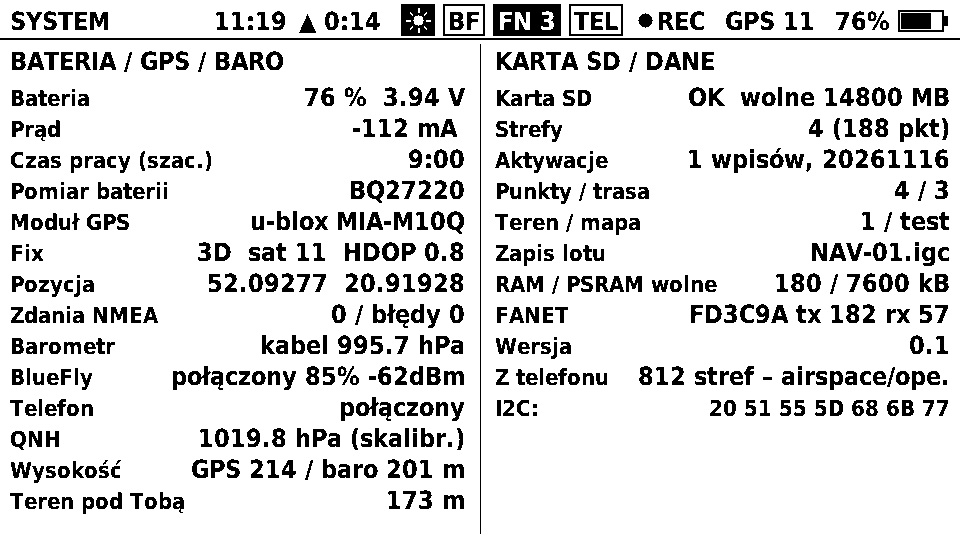 SYSTEM 11:19 ▲ 0:14 BF FN 3 TEL ●REC GPS 11 76%
BATERIA / GPS / BARO
Bateria 76 % 3.94 V
Prąd -112 mA
Czas pracy (szac.) 9:00
Pomiar baterii BQ27220
Moduł GPS u-blox MIA-M10Q
Fix 3D sat 11 HDOP 0.8
Pozycja 52.09277 20.91928
Zdania NMEA 0 / błędy 0
Barometr kabel 995.7 hPa
BlueFly połączony 85% -62dBm
Telefon połączony
QNH 1019.8 hPa (skalibr.)
Wysokość GPS 214 / baro 201 m
Teren pod Tobą 173 m
KARTA SD / DANE
Karta SD OK wolne 14800 MB
Strefy 4 (188 pkt)
Aktywacje 1 wpisów, 20261116
Punkty / trasa 4 / 3
Teren / mapa 1 / test
Zapis lotu NAV-01.igc
RAM / PSRAM wolne 180 / 7600 kB
FANET FD3C9A tx 182 rx 57
Wersja 0.1
Z telefonu 812 stref – airspace/ope.
I2C: 20 51 55 5D 68 6B 77